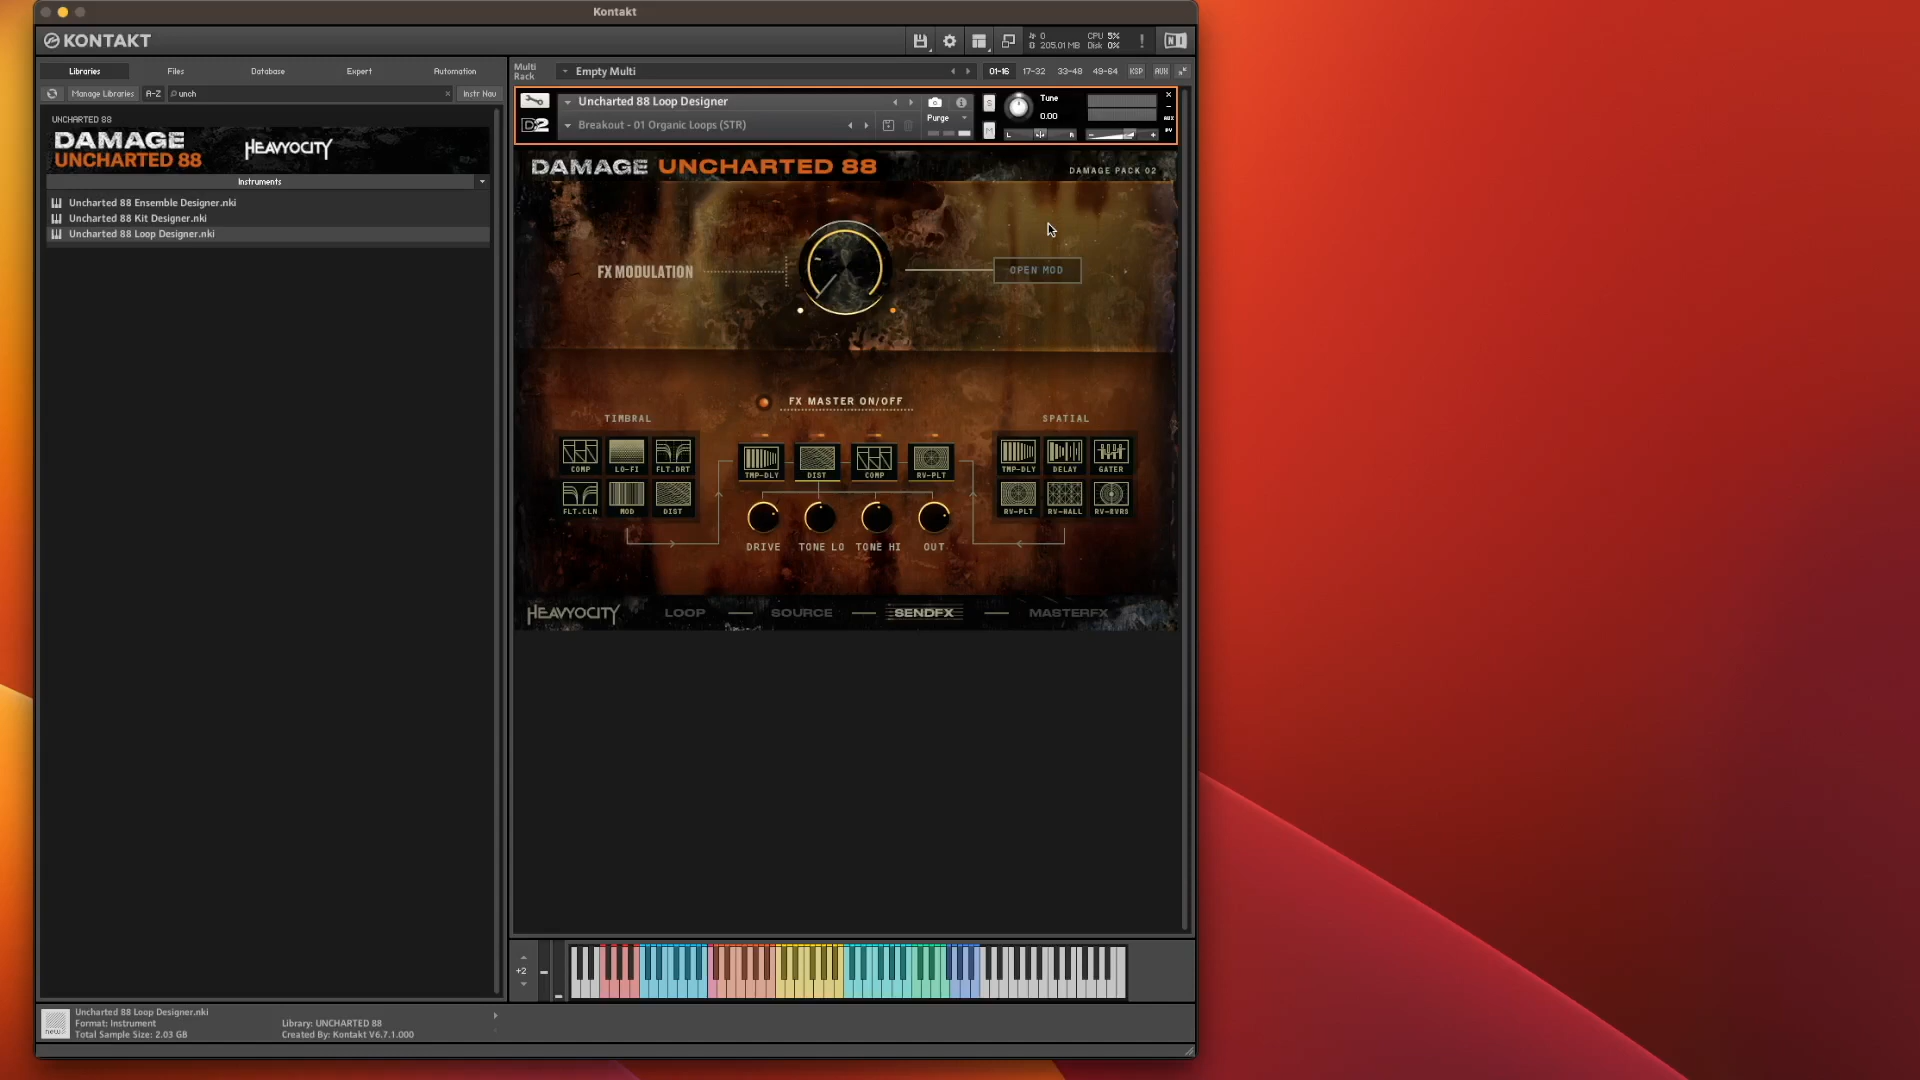 Kontakt
KONTAKT
0
205.01 MB
CPU 5%
Disk 0%
!
Libraries
Files
Database
Expert
Automation
Manage Libraries
A-Z
unch
Instr Nav
UNCHARTED 88
DAMAGE
UNCHARTED 88
HEAVYOCITY
Instruments
Uncharted 88 Ensemble Designer.nki
Uncharted 88 Kit Designer.nki
Uncharted 88 Loop Designer.nki
Multi
Rack
Empty Multi
01-16
17-32
33-48
49-64
KSP
AUX
Uncharted 88 Loop Designer
Breakout - 01 Organic Loops (STR)
Purge
S
M
Tune
0.00
L
R
AUX
PV
DAMAGE UNCHARTED 88
DAMAGE PACK 02
FX MODULATION
OPEN MOD
FX MASTER ON/OFF
TIMBRAL
COMP
LO-FI
FLT.DRT
FLT.CLN
MOD
DIST
TMP-DLY
DIST
COMP
RV-PLT
DRIVE
TONE LO
TONE HI
OUT
SPATIAL
TMP-DLY
DELAY
GATER
RV-PLT
RV-HALL
RV-RVRS
HEAVYOCITY
LOOP
SOURCE
SENDFX
MASTERFX
+2
new
Uncharted 88 Loop Designer.nki
Format: Instrument
Total Sample Size: 2.03 GB
Library: UNCHARTED 88
Created By: Kontakt V6.7.1.000